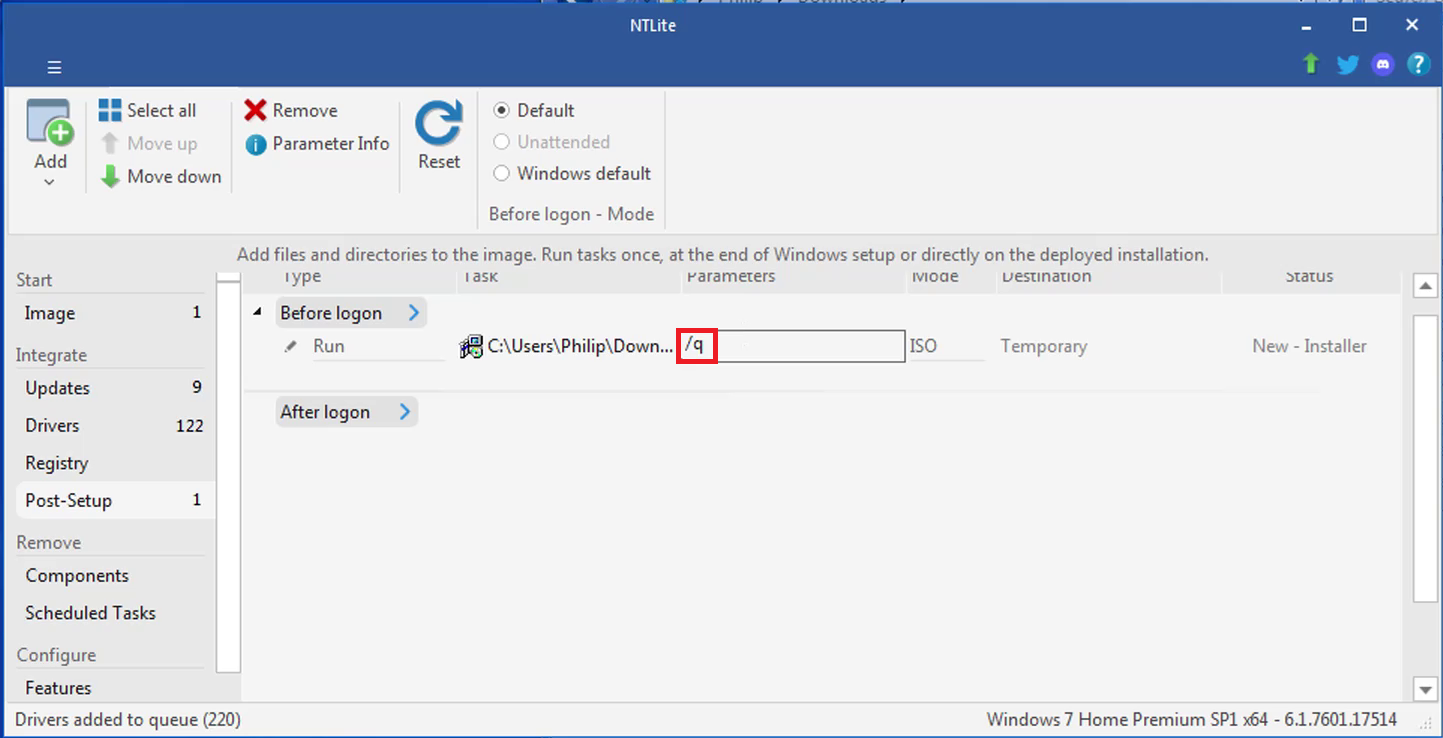 NTLite
Add
Select all
Move up
Move down
Remove
Parameter Info
Reset
Default
Unattended
Windows default
Before logon - Mode
Add files and directories to the image. Run tasks once, at the end of Windows setup or directly on the deployed installation.
Start
Image 1
Integrate
Updates 9
Drivers 122
Registry
Post-Setup 1
Remove
Components
Scheduled Tasks
Configure
Features
Type Task Parameters Mode Destination Status
Before logon
Run C:\Users\Philip\Down... /q ISO Temporary New - Installer
After logon
Drivers added to queue (220) Windows 7 Home Premium SP1 x64 - 6.1.7601.17514